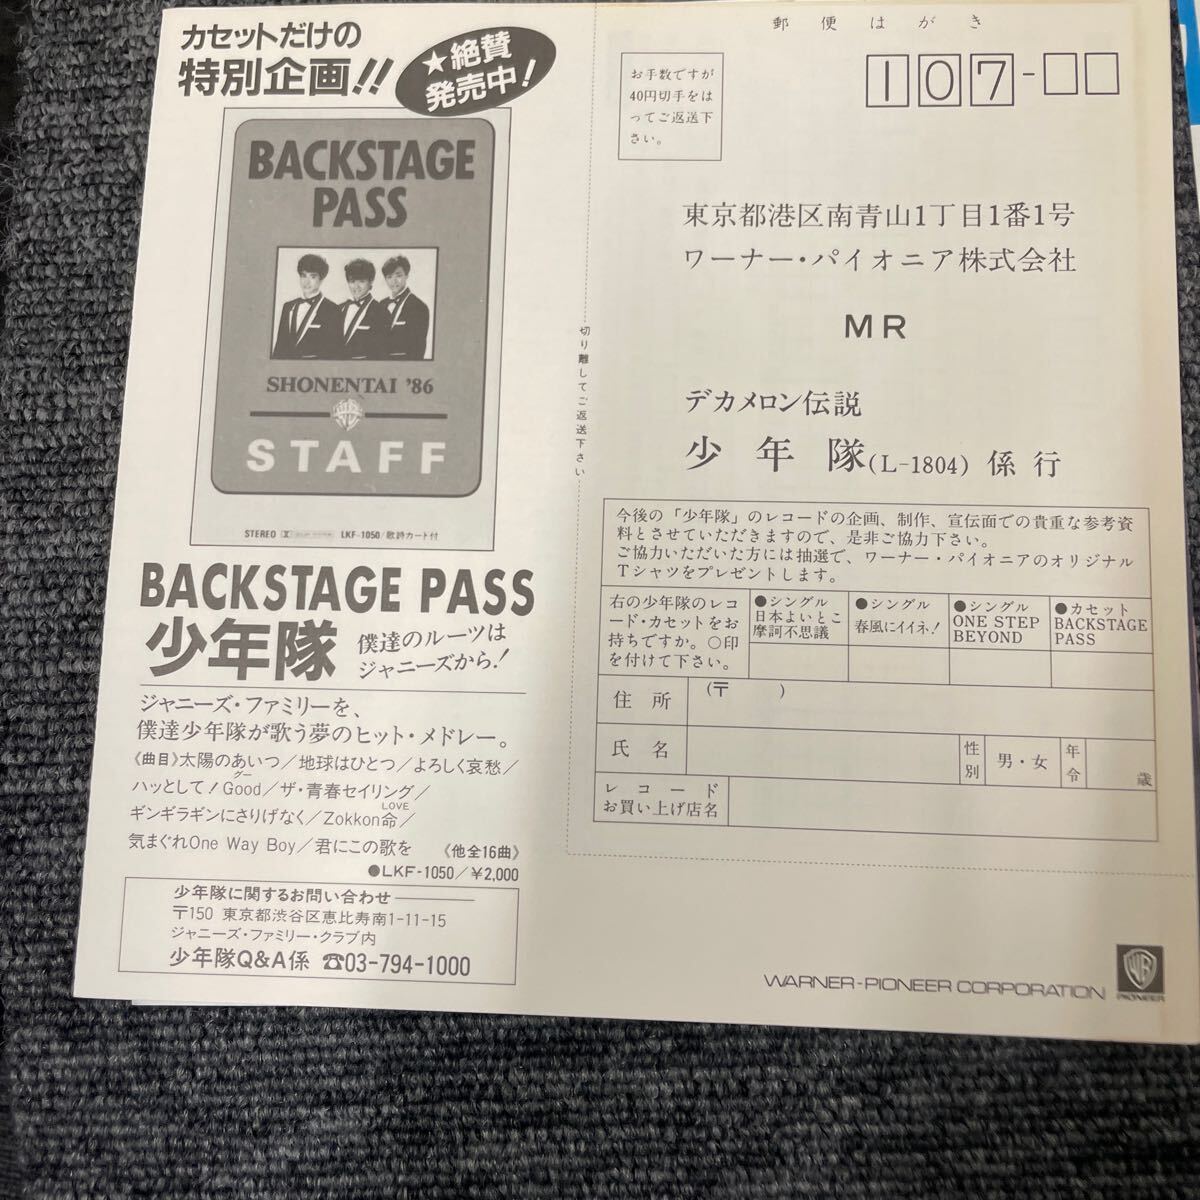 カセットだけの
特別企画!!
★絶賛
発売中!
BACKSTAGE
PASS
SHONENTAI '86
STAFF
STEREO LKF-1050/歌詩カード付
BACKSTAGE PASS
少年隊 僕達のルーツは
ジャニーズから!
ジャニーズ・ファミリーを、
僕達少年隊が歌う夢のヒット・メドレー。
《曲目》太陽のあいつ/地球はひとつ/よろしく哀愁/
グー
ハッとして!Good/ザ・青春セイリング/
LOVE
ギンギラギンにさりげなく/Zokkon命/
気まぐれOne Way Boy/君にこの歌を 《他全16曲》
●LKF-1050/¥2,000
少年隊に関するお問い合わせ
〒150 東京都渋谷区恵比寿南1-11-15
ジャニーズ・ファミリー・クラブ内
少年隊Q&A係 ☎03-794-1000
切り離してご返送下さい
郵便はがき
お手数ですが
40円切手をは
ってご返送下
さい。
107-
東京都港区南青山1丁目1番1号
ワーナー・パイオニア株式会社
MR
デカメロン伝説
少年隊(L-1804)係行
今後の「少年隊」のレコードの企画、制作、宣伝面での貴重な参考資
料とさせていただきますので、是非ご協力下さい。
ご協力いただいた方には抽選で、ワーナー・パイオニアのオリジナル
Tシャツをプレゼントします。
右の少年隊のレコ
ード・カセットをお
持ちですか。○印
を付けて下さい。
●シングル
日本よいとこ
摩訶不思議
●シングル
春風にイイネ!
●シングル
ONE STEP
BEYOND
●カセット
BACKSTAGE
PASS
住所 (〒 )
氏名
性別 男・女 年令 歳
レコード
お買い上げ店名
WARNER-PIONEER CORPORATION
PIONEER